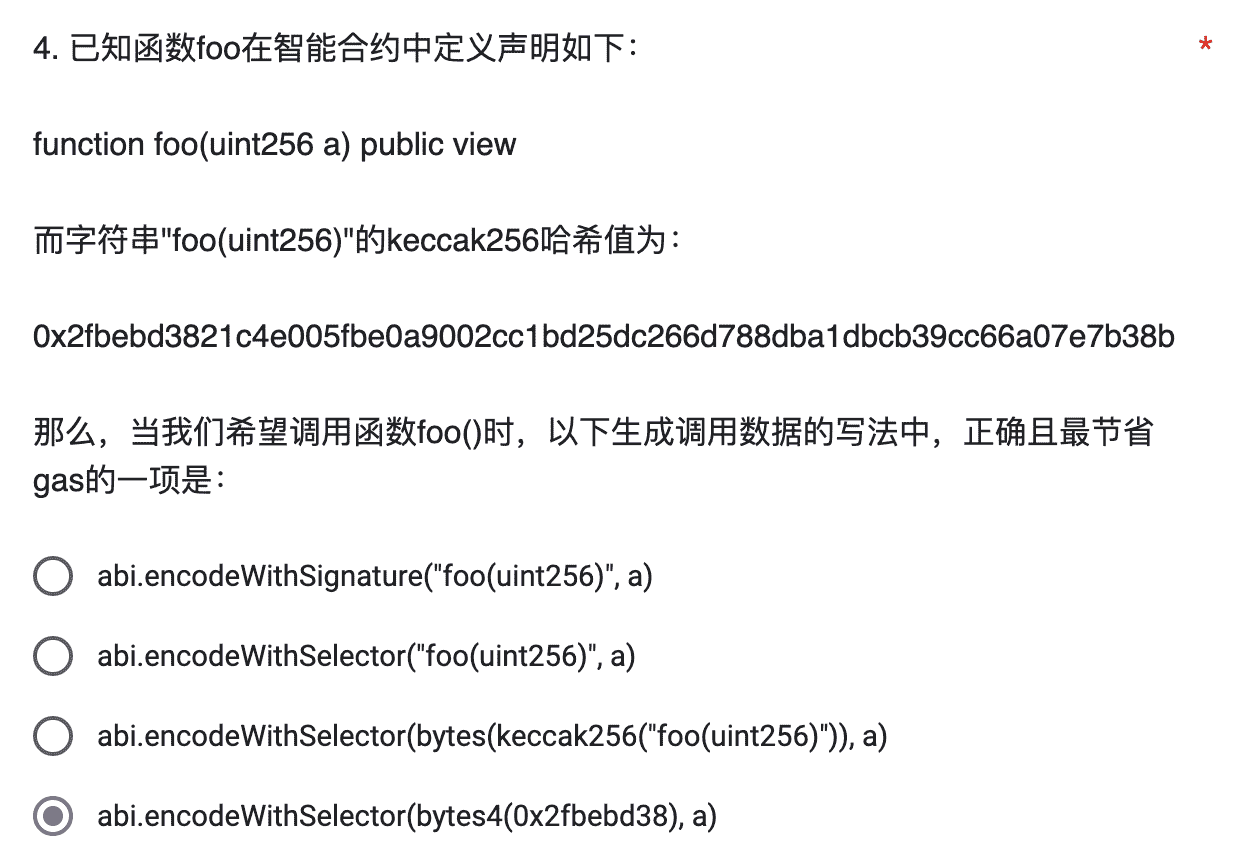 4. 已知函数foo在智能合约中定义声明如下：
*
function foo(uint256 a) public view
而字符串"foo(uint256)"的keccak256哈希值为：
0x2fbebd3821c4e005fbe0a9002cc1bd25dc266d788dba1dbcb39cc66a07e7b38b
那么，当我们希望调用函数foo()时，以下生成调用数据的写法中，正确且最节省
gas的一项是：
abi.encodeWithSignature("foo(uint256)", a)
abi.encodeWithSelector("foo(uint256)", a)
abi.encodeWithSelector(bytes(keccak256("foo(uint256)")), a)
abi.encodeWithSelector(bytes4(0x2fbebd38), a)